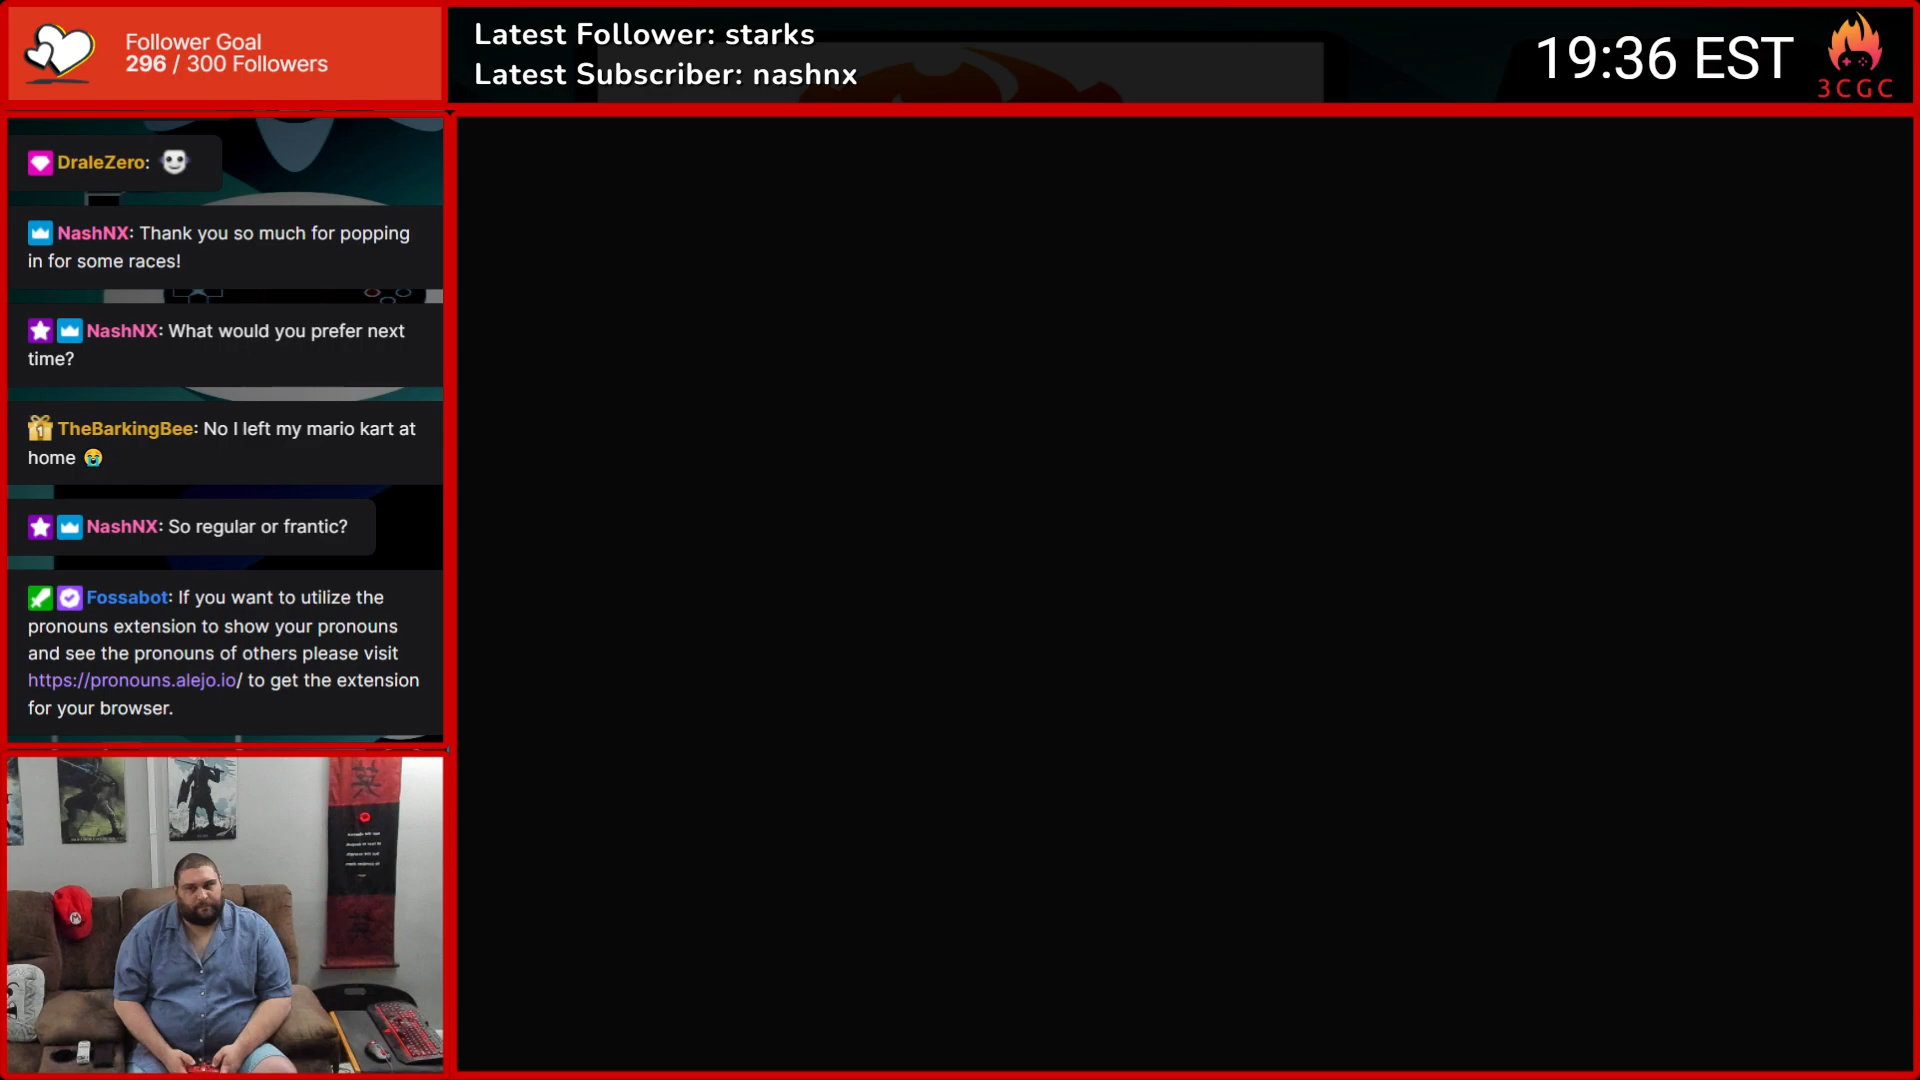 Follower Goal
296 / 300 Followers
Latest Follower: starks
Latest Subscriber: nashnx
19:36 EST
3CGC
DraleZero:
NashNX: Thank you so much for popping
in for some races!
NashNX: What would you prefer next
time?
TheBarkingBee: No I left my mario kart at
home 😭
NashNX: So regular or frantic?
Fossabot: If you want to utilize the
pronouns extension to show your pronouns
and see the pronouns of others please visit
https://pronouns.alejo.io/ to get the extension
for your browser.
英
M